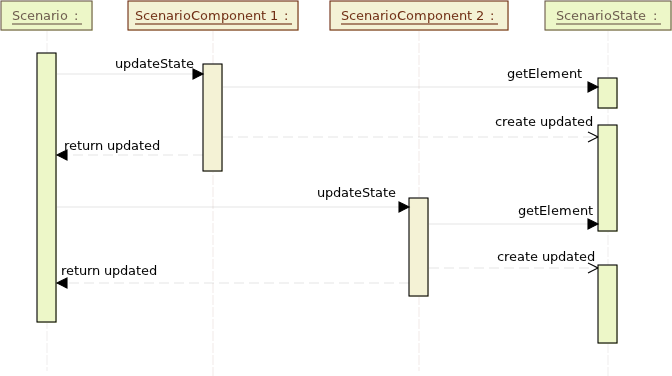 Scenario :
ScenarioComponent 1 :
ScenarioComponent 2 :
ScenarioState :
updateState
getElement
create updated
return updated
updateState
getElement
create updated
return updated